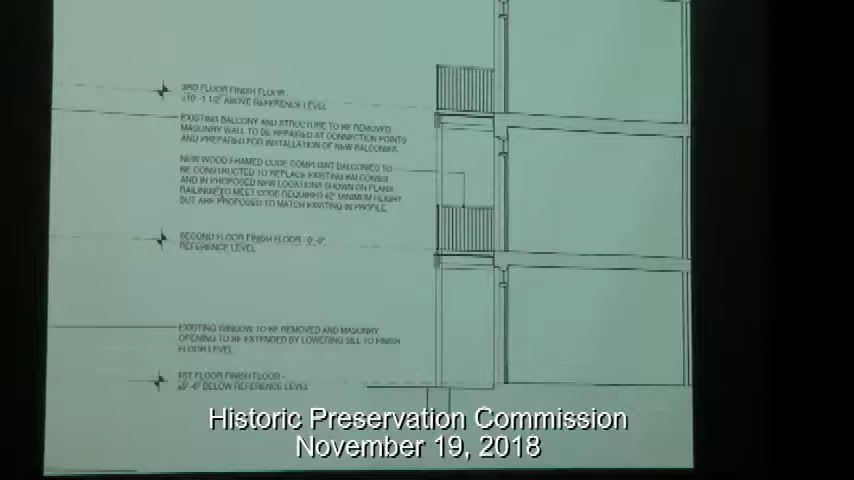 3RD FLOOR FINISH FLOOR -
±10'-1 1/2" ABOVE REFERENCE LEVEL
EXISTING BALCONY AND STRUCTURE TO BE REMOVED
MASONRY WALL TO BE REPAIRED AT CONNECTION POINTS
AND PREPARED FOR INSTALLATION OF NEW BALCONIES.
NEW WOOD FRAMED CODE COMPLIANT BALCONIES TO
BE CONSTRUCTED TO REPLACE EXISTING BALCONIES
AND IN PROPOSED NEW LOCATIONS SHOWN ON PLANS.
RAILINGS TO MEET CODE REQUIRED 42" MINIMUM HEIGHT
BUT ARE PROPOSED TO MATCH EXISTING IN PROFILE.
SECOND FLOOR FINISH FLOOR - 0'-0",
REFERENCE LEVEL
EXISTING WINDOW TO BE REMOVED AND MASONRY
OPENING TO BE EXTENDED BY LOWERING SILL TO FINISH
FLOOR LEVEL
1ST FLOOR FINISH FLOOR -
±9'-6" BELOW REFERENCE LEVEL
Historic Preservation Commission
November 19, 2018